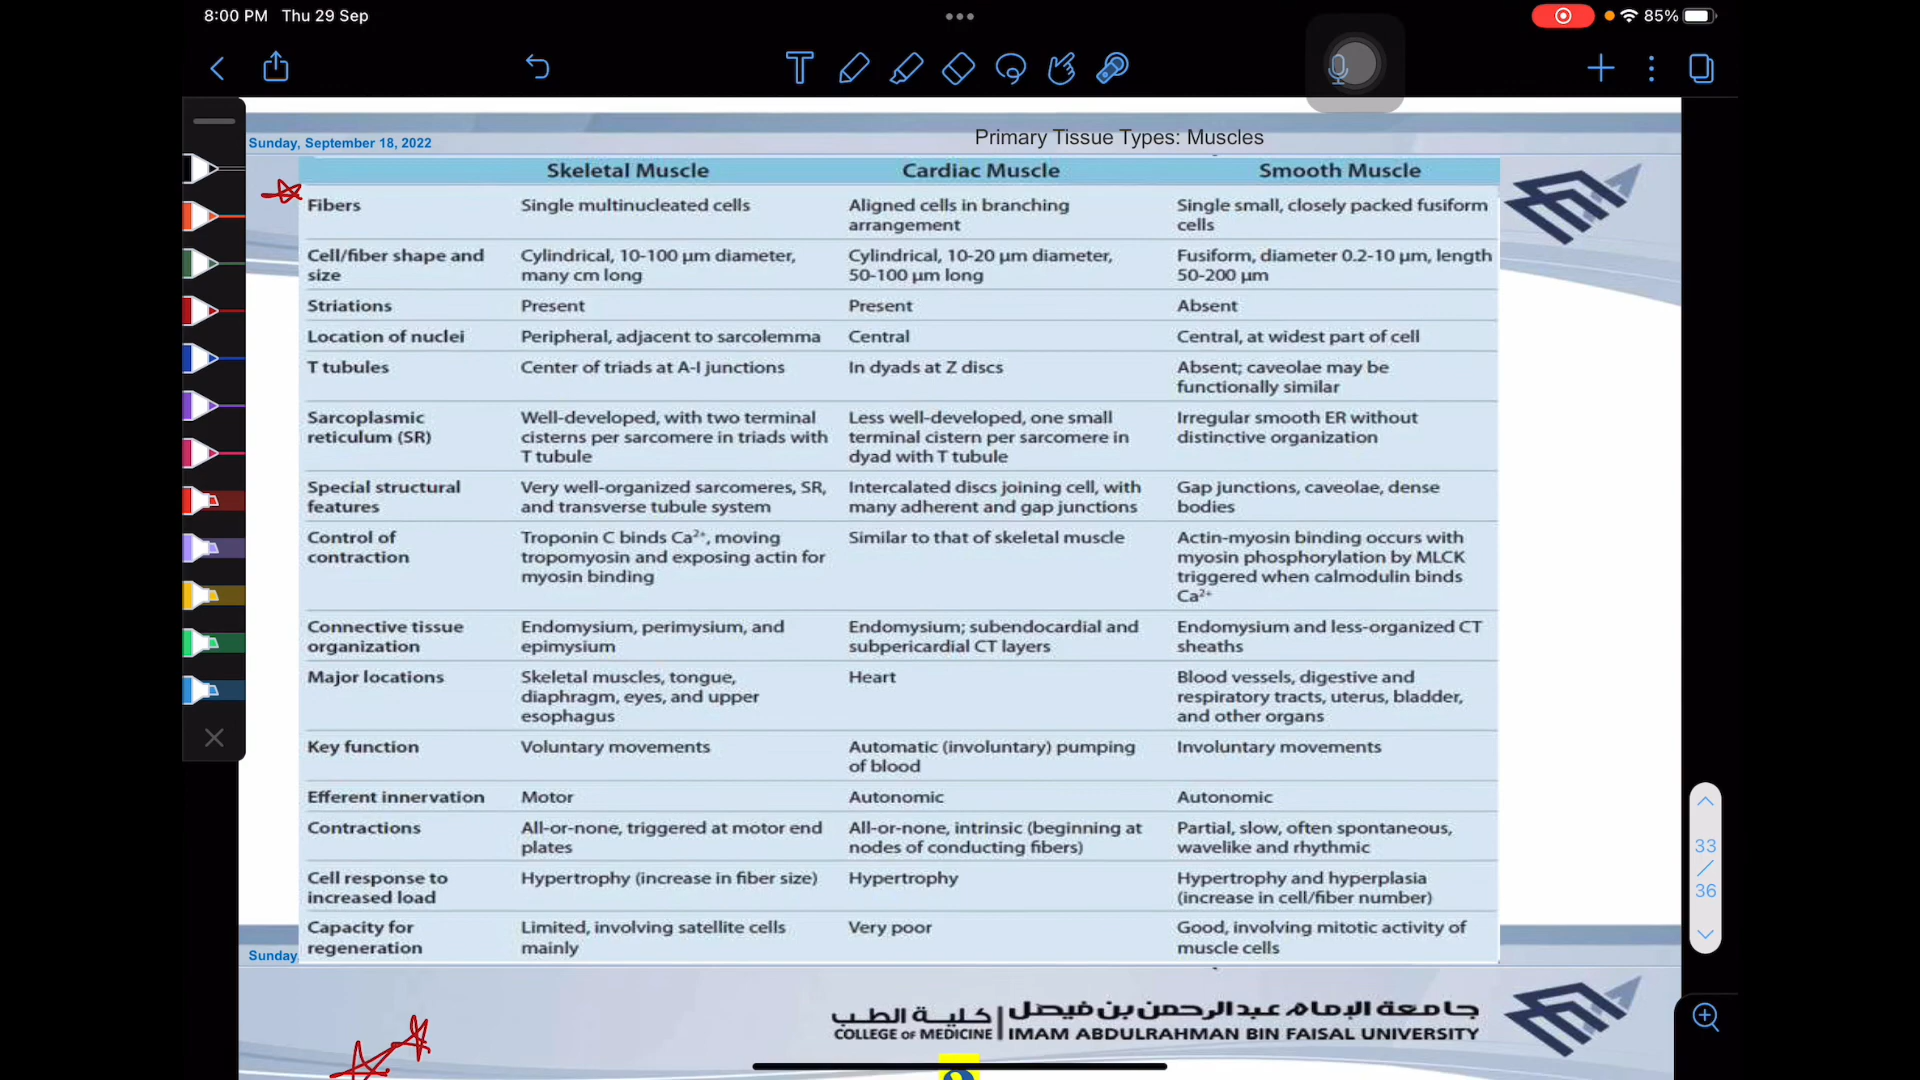 8:00 PM Thu 29 Sep
85%
Sunday, September 18, 2022
Primary Tissue Types: Muscles
Skeletal Muscle Cardiac Muscle Smooth Muscle
Fibers Single multinucleated cells Aligned cells in branching Single small, closely packed fusiform
arrangement cells
Cell/fiber shape and Cylindrical, 10-100 μm diameter, Cylindrical, 10-20 μm diameter, Fusiform, diameter 0.2-10 μm, length
size many cm long 50-100 μm long 50-200 μm
Striations Present Present Absent
Location of nuclei Peripheral, adjacent to sarcolemma Central Central, at widest part of cell
T tubules Center of triads at A-I junctions In dyads at Z discs Absent; caveolae may be
functionally similar
Sarcoplasmic Well-developed, with two terminal Less well-developed, one small Irregular smooth ER without
reticulum (SR) cisterns per sarcomere in triads with terminal cistern per sarcomere in distinctive organization
T tubule dyad with T tubule
Special structural Very well-organized sarcomeres, SR, Intercalated discs joining cell, with Gap junctions, caveolae, dense
features and transverse tubule system many adherent and gap junctions bodies
Control of Troponin C binds Ca²⁺, moving Similar to that of skeletal muscle Actin-myosin binding occurs with
contraction tropomyosin and exposing actin for myosin phosphorylation by MLCK
myosin binding triggered when calmodulin binds
Ca²⁺
Connective tissue Endomysium, perimysium, and Endomysium; subendocardial and Endomysium and less-organized CT
organization epimysium subpericardial CT layers sheaths
Major locations Skeletal muscles, tongue, Heart Blood vessels, digestive and
diaphragm, eyes, and upper respiratory tracts, uterus, bladder,
esophagus and other organs
Key function Voluntary movements Automatic (involuntary) pumping Involuntary movements
of blood
Efferent innervation Motor Autonomic Autonomic
Contractions All-or-none, triggered at motor end All-or-none, intrinsic (beginning at Partial, slow, often spontaneous,
plates nodes of conducting fibers) wavelike and rhythmic
Cell response to Hypertrophy (increase in fiber size) Hypertrophy Hypertrophy and hyperplasia
increased load (increase in cell/fiber number)
Capacity for Limited, involving satellite cells Very poor Good, involving mitotic activity of
regeneration mainly muscle cells
33
/
36
Sunday,
كلية الطب | جامعة الإمام عبدالرحمن بن فيصل
COLLEGE OF MEDICINE | IMAM ABDULRAHMAN BIN FAISAL UNIVERSITY